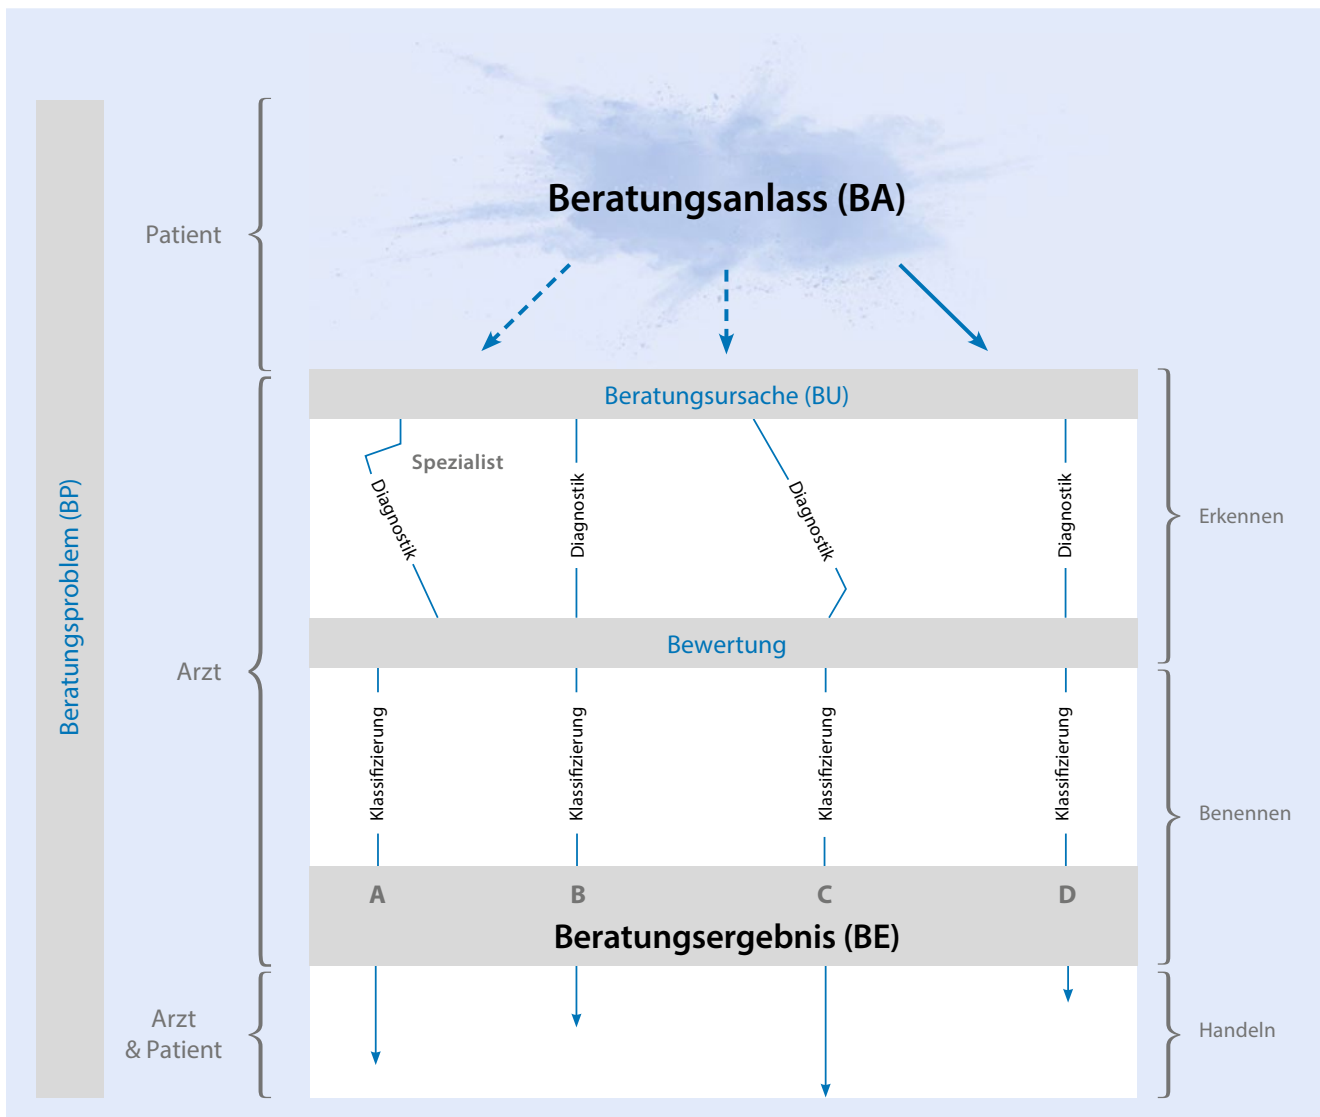 Beratungsanlass (BA)
Patient
Beratungsproblem (BP)
Beratungsursache (BU)
Spezialist
Diagnostik
Diagnostik
Diagnostik
Diagnostik
Erkennen
Bewertung
Arzt
Klassifizierung
Klassifizierung
Klassifizierung
Klassifizierung
Benennen
A B C D
Beratungsergebnis (BE)
Arzt
& Patient
Handeln